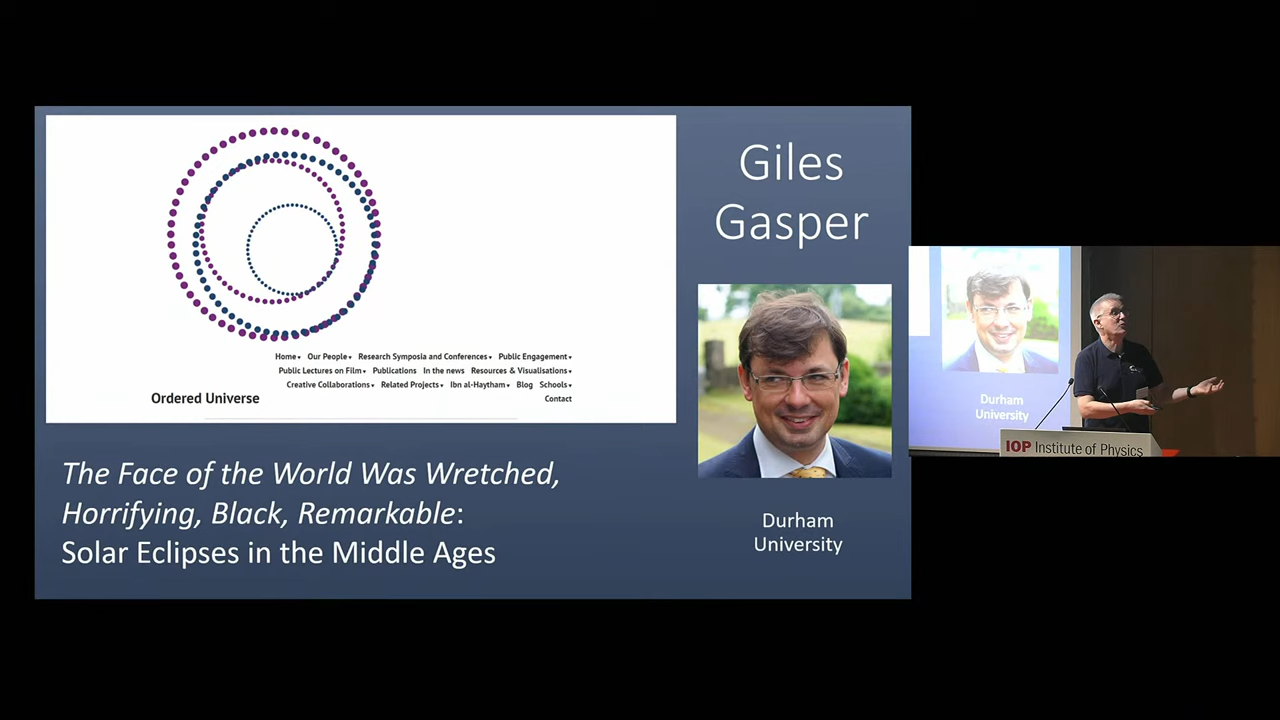 Giles
Gasper
Home▾ Our People▾ Research Symposia and Conferences▾ Public Engagement▾
Public Lectures on Film▾ Publications In the news Resources & Visualisations▾
Creative Collaborations▾ Related Projects▾ Ibn al-Haytham▾ Blog Schools▾
Contact
Ordered Universe
The Face of the World Was Wretched,
Horrifying, Black, Remarkable:
Solar Eclipses in the Middle Ages
Durham
University
Durham
University
IOP Institute of Physics